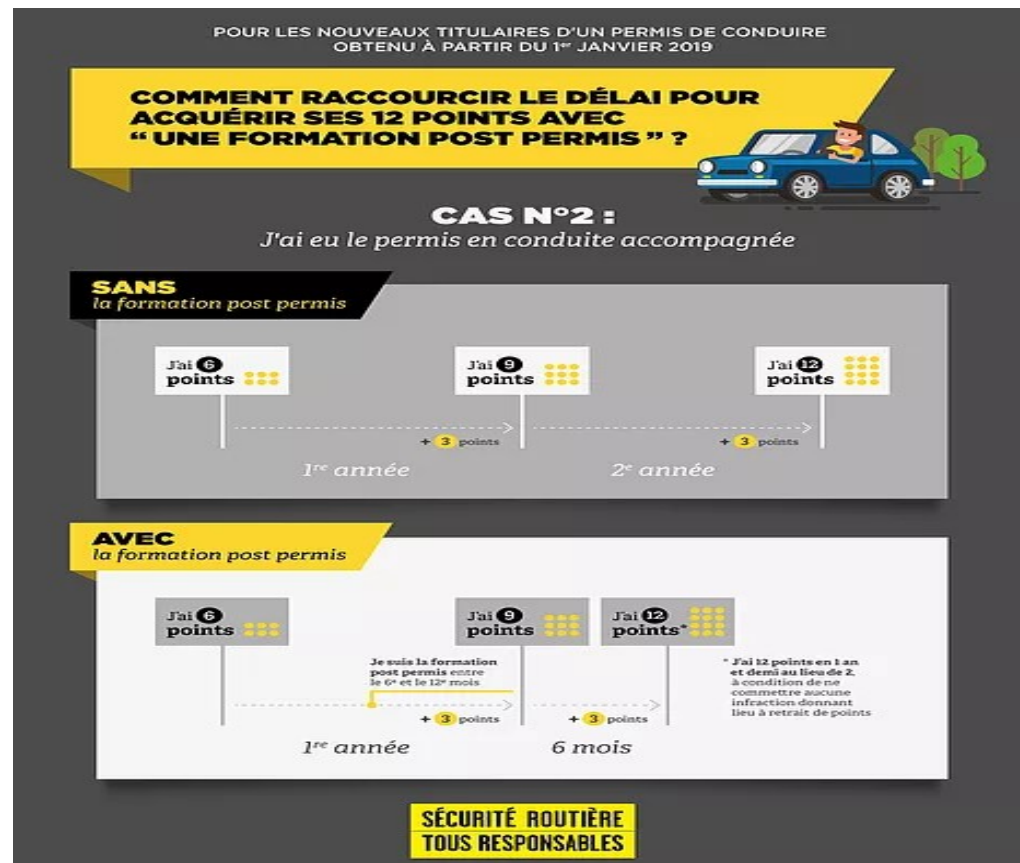 POUR LES NOUVEAUX TITULAIRES D'UN PERMIS DE CONDUIRE
OBTENU À PARTIR DU 1er JANVIER 2019
COMMENT RACCOURCIR LE DÉLAI POUR
ACQUÉRIR SES 12 POINTS AVEC
“ UNE FORMATION POST PERMIS ” ?
CAS N°2 :
J'ai eu le permis en conduite accompagnée
SANS
la formation post permis
J'ai 6
points
J'ai 9
points
J'ai 12
points
+ 3 points
+ 3 points
1re année
2e année
AVEC
la formation post permis
J'ai 6
points
J'ai 9
points
J'ai 12
points*
Je suis la formation
post permis entre
le 6e et le 12e mois
* J'ai 12 points en 1 an
et demi au lieu de 2,
à condition de ne
commettre aucune
infraction donnant
lieu à retrait de points
+ 3 points
+ 3 points
1re année
6 mois
SÉCURITÉ ROUTIÈRE
TOUS RESPONSABLES